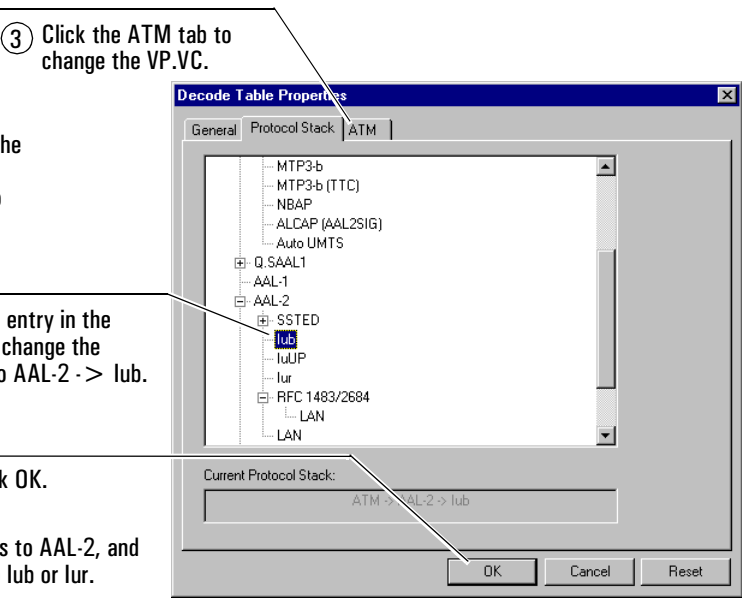 3 Click the ATM tab to
change the VP.VC.
he
entry in the
change the
o AAL-2 -> Iub.
k OK.
s to AAL-2, and
Iub or Iur.
Decode Table Properties
General Protocol Stack ATM
MTP3-b
MTP3-b (TTC)
NBAP
ALCAP (AAL2SIG)
Auto UMTS
Q.SAAL1
AAL-1
AAL-2
SSTED
Iub
IuUP
Iur
RFC 1483/2684
LAN
LAN
Current Protocol Stack:
ATM -> AAL-2 -> Iub
OK Cancel Reset